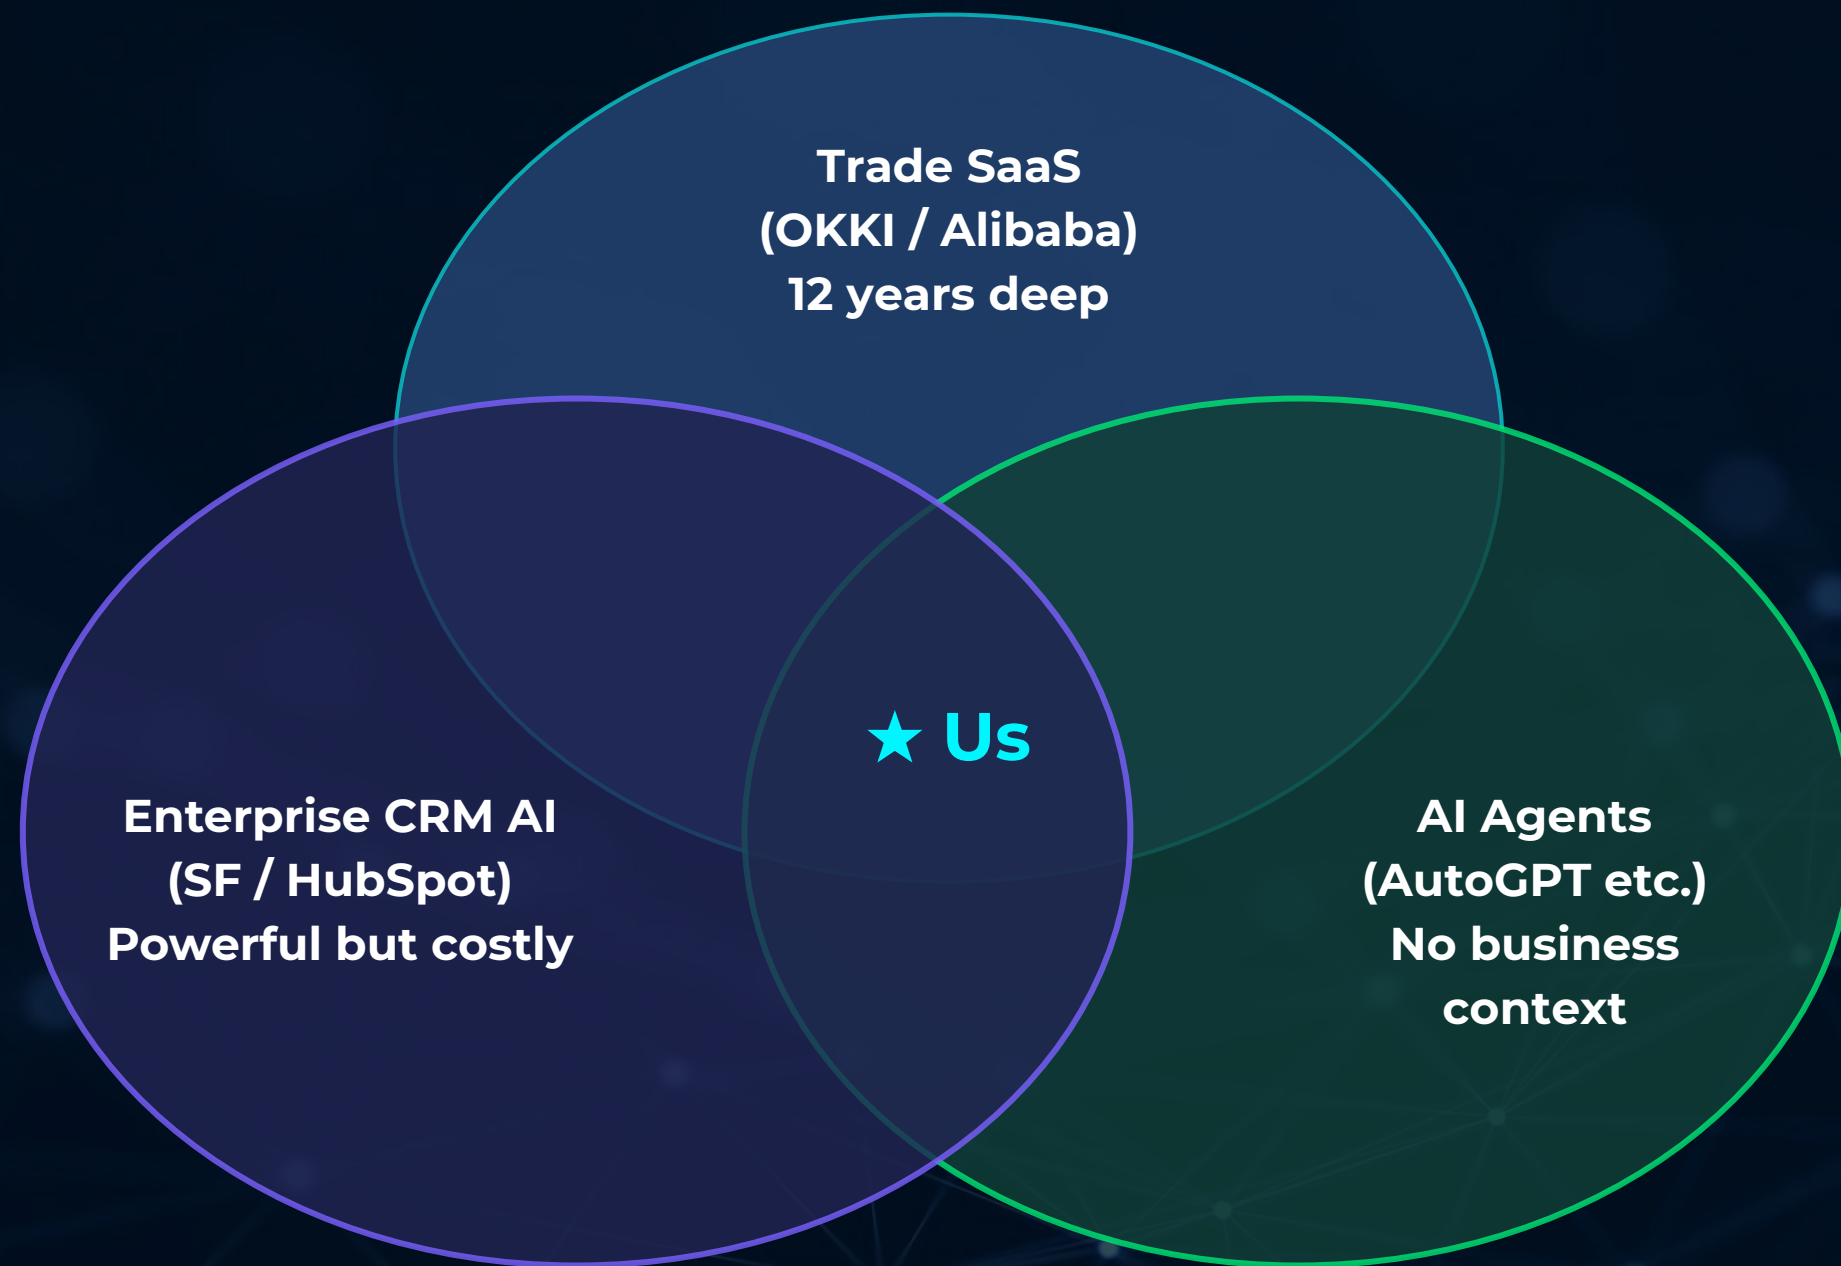 Trade SaaS
(OKKI / Alibaba)
12 years deep
★ Us
Enterprise CRM AI
(SF / HubSpot)
Powerful but costly
AI Agents
(AutoGPT etc.)
No business
context